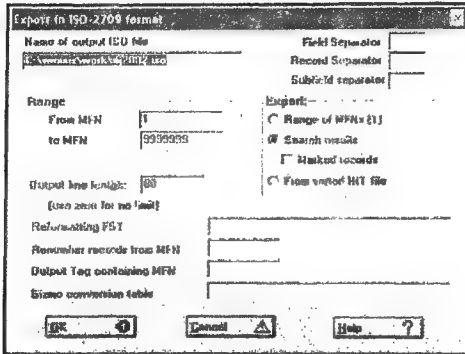 Export in ISO-2709 format
Name of output ISO file
Field Separator
Record Separator
Subfield separator
Range
From MFN 1
to MFN 9999999
Export:
Range of MFNs [1]
Search results
Marked records
From sorted HIT file
Output line length: 80
(use zero for no limit)
Reformatting FST
Renumber records from MFN
Output Tag containing MFN
Gizmo conversion table
OK
Cancel
Help ?